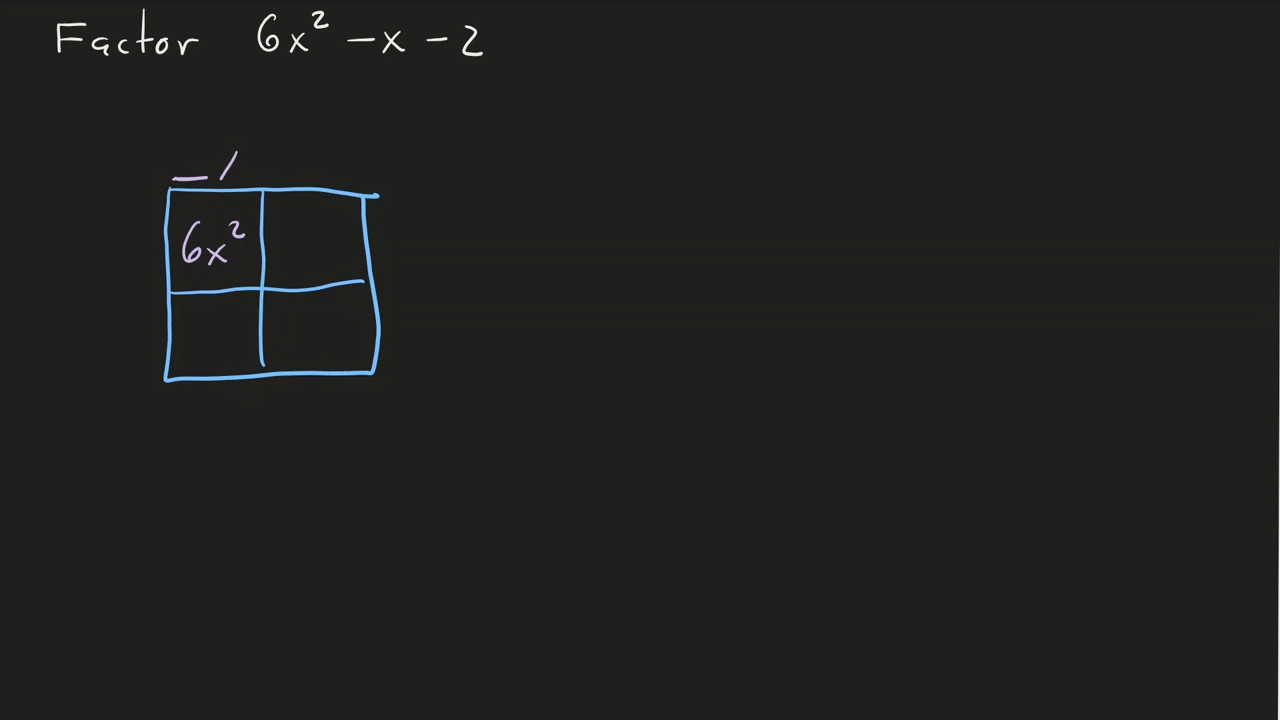 Factor 6x² - x - 2
6x²